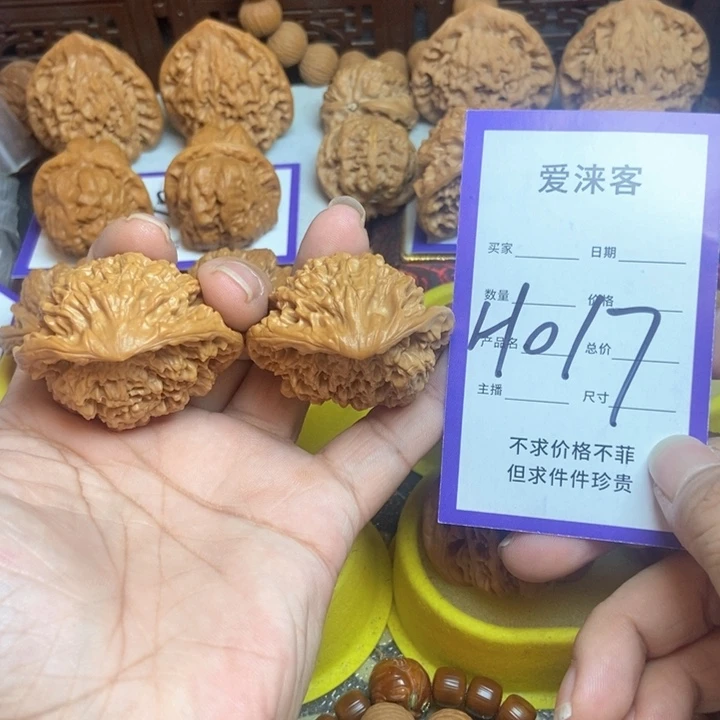 爱涞客
买家 日期
数量 价格
产品名 总价
主播 尺寸
H017
不求价格不菲
但求件件珍贵